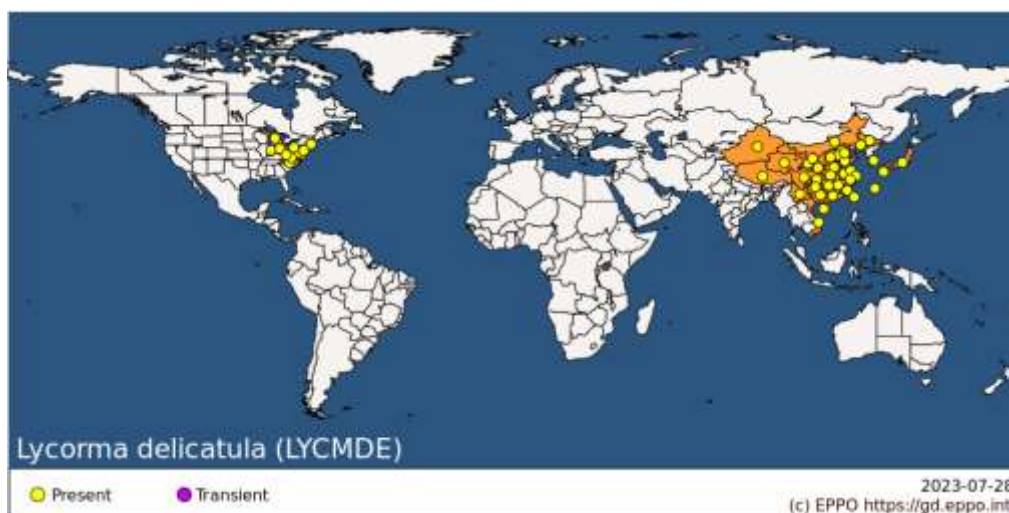 Lycorma delicatula (LYCMDE)
Present
Transient
2023-07-28
(c) EPPO https://gd.eppo.int